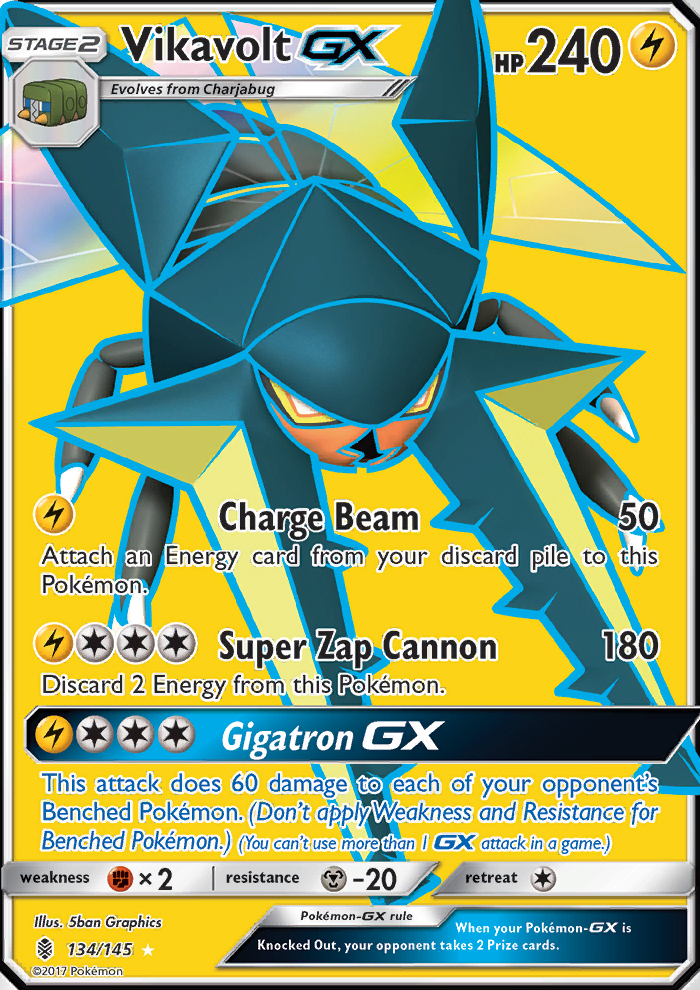 STAGE2 Vikavolt GX HP240
Evolves from Charjabug
Charge Beam 50
Attach an Energy card from your discard pile to this
Pokémon.
Super Zap Cannon 180
Discard 2 Energy from this Pokémon.
Gigatron GX
This attack does 60 damage to each of your opponent's
Benched Pokémon. (Don't apply Weakness and Resistance for
Benched Pokémon.) (You can't use more than 1 GX attack in a game.)
weakness ×2 resistance -20 retreat
Illus. 5ban Graphics
134/145
©2017 Pokémon
Pokémon-GX rule
When your Pokémon-GX is
Knocked Out, your opponent takes 2 Prize cards.